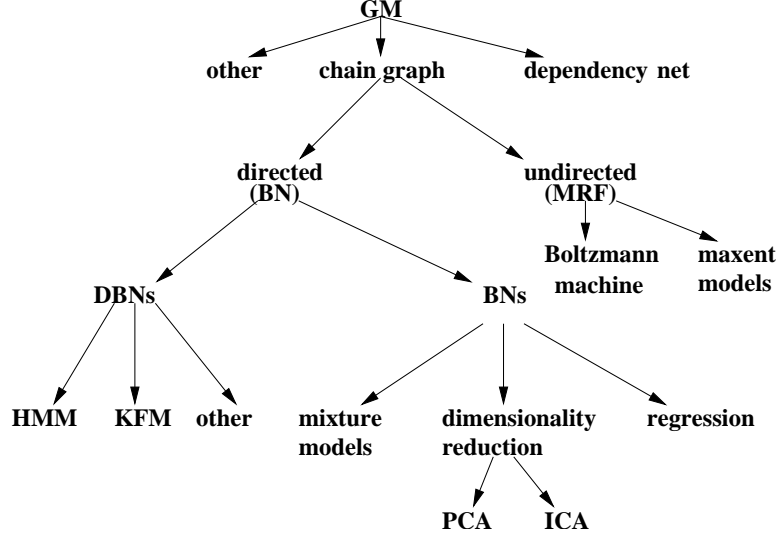 GM
other chain graph dependency net
directed undirected
(BN) (MRF)
Boltzmann maxent
machine models
DBNs BNs
HMM KFM other mixture dimensionality regression
models reduction
PCA ICA